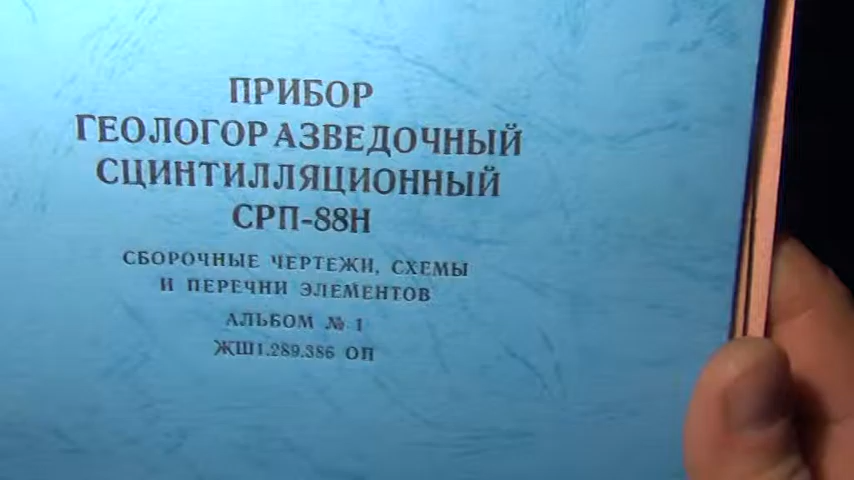 ПРИБОР
ГЕОЛОГОРАЗВЕДОЧНЫЙ
СЦИНТИЛЛЯЦИОННЫЙ
СРП-88Н
СБОРОЧНЫЕ ЧЕРТЕЖИ, СХЕМЫ
И ПЕРЕЧНИ ЭЛЕМЕНТОВ
АЛЬБОМ № 1
ЖШ1.289.386 ОП